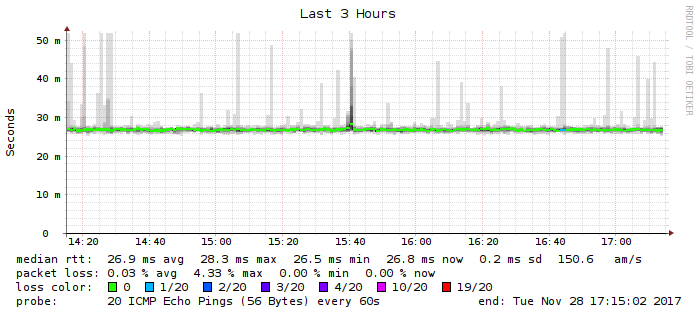 Last 3 Hours
RRDTOOL / TOBI OETIKER
Seconds
50 m
40 m
30 m
20 m
10 m
0
14:20 14:40 15:00 15:20 15:40 16:00 16:20 16:40 17:00
median rtt: 26.9 ms avg 28.3 ms max 26.5 ms min 26.8 ms now 0.2 ms sd 150.6 am/s
packet loss: 0.03 % avg 4.33 % max 0.00 % min 0.00 % now
loss color: 0 1/20 2/20 3/20 4/20 10/20 19/20
probe: 20 ICMP Echo Pings (56 Bytes) every 60s end: Tue Nov 28 17:15:02 2017